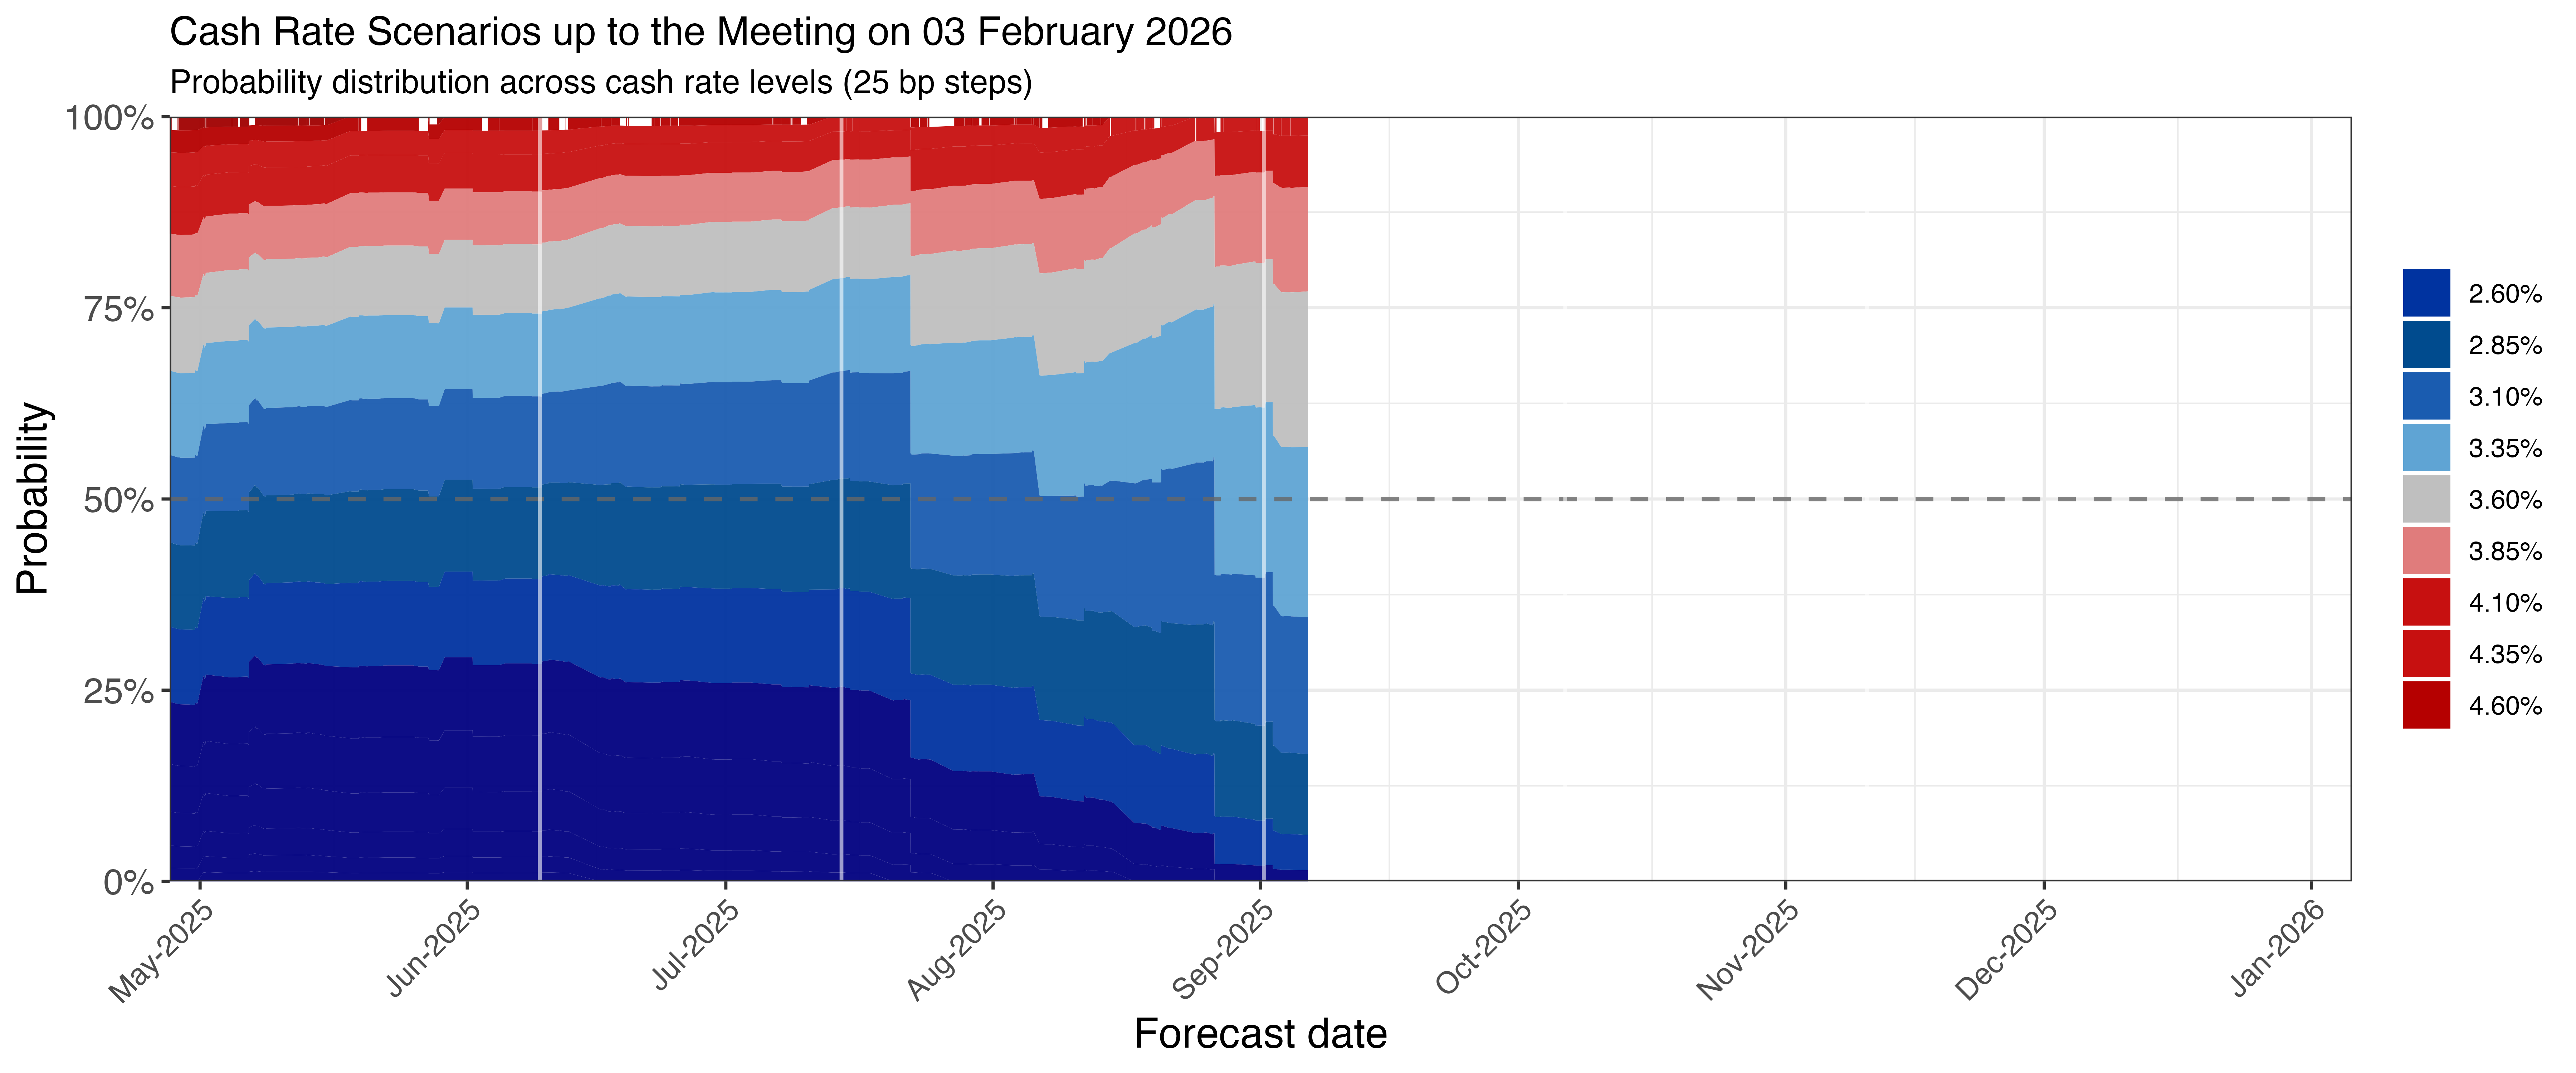 Cash Rate Scenarios up to the Meeting on 03 February 2026
Probability distribution across cash rate levels (25 bp steps)
100%
75%
50%
25%
0%
Probability
May-2025
Jun-2025
Jul-2025
Aug-2025
Sep-2025
Oct-2025
Nov-2025
Dec-2025
Jan-2026
Forecast date
2.60%
2.85%
3.10%
3.35%
3.60%
3.85%
4.10%
4.35%
4.60%